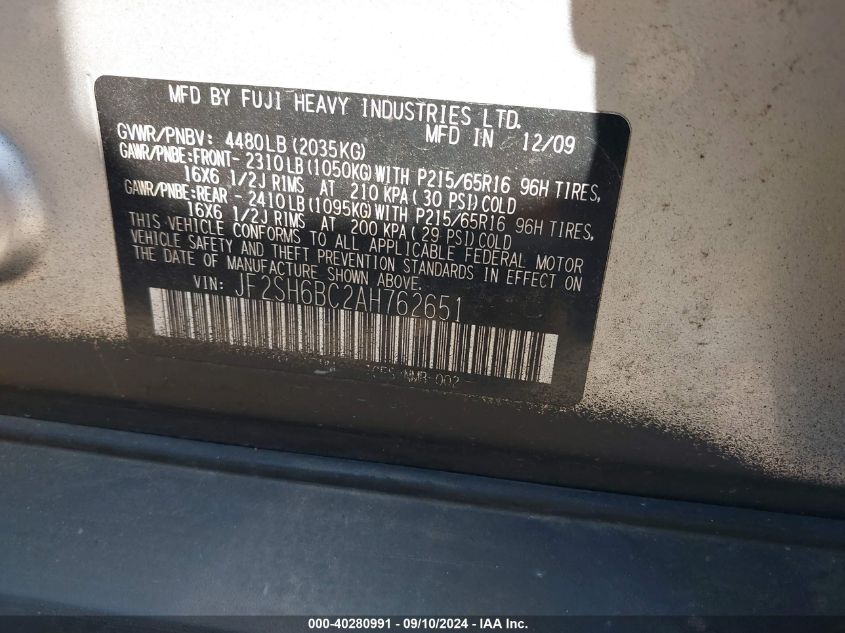 MFD BY FUJI HEAVY INDUSTRIES LTD.
MFD IN 12/09
GVWR/PNBV: 4480LB(2035KG)
GAWR/PNBE:FRONT- 2310LB(1050KG)WITH P215/65R16 96H TIRES,
16X6 1/2J RIMS AT 210 KPA(30 PSI)COLD
GAWR/PNBE:REAR - 2410LB(1095KG)WITH P215/65R16 96H TIRES,
16X6 1/2J RIMS AT 200 KPA(29 PSI)COLD
THIS VEHICLE CONFORMS TO ALL APPLICABLE FEDERAL MOTOR
VEHICLE SAFETY AND THEFT PREVENTION STANDARDS IN EFFECT ON
THE DATE OF MANUFACTURE SHOWN ABOVE.
VIN: JF2SH6BC2AH762651
000-40280991 - 09/10/2024 - IAA Inc.